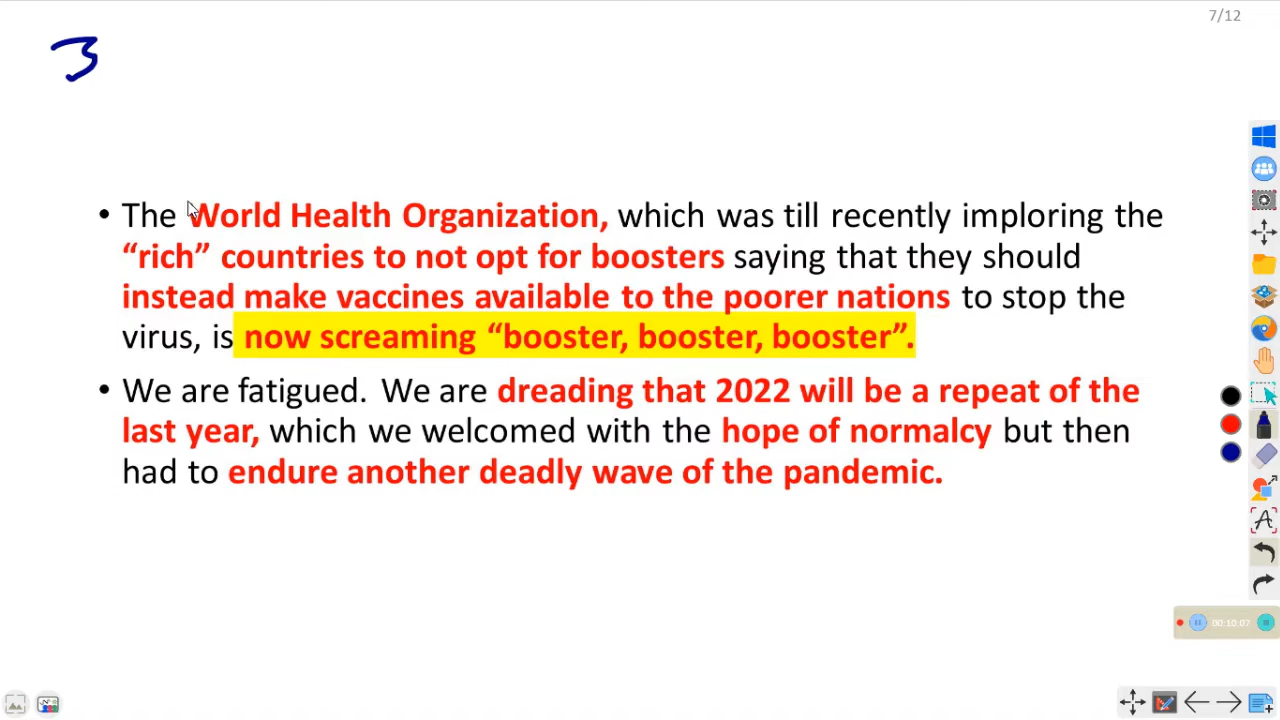 7/12
3
• The World Health Organization, which was till recently imploring the
“rich” countries to not opt for boosters saying that they should
instead make vaccines available to the poorer nations to stop the
virus, is now screaming “booster, booster, booster”.
• We are fatigued. We are dreading that 2022 will be a repeat of the
last year, which we welcomed with the hope of normalcy but then
had to endure another deadly wave of the pandemic.
00:10:07